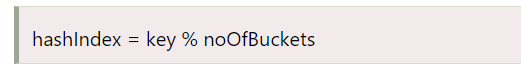 hashIndex = key % noOfBuckets